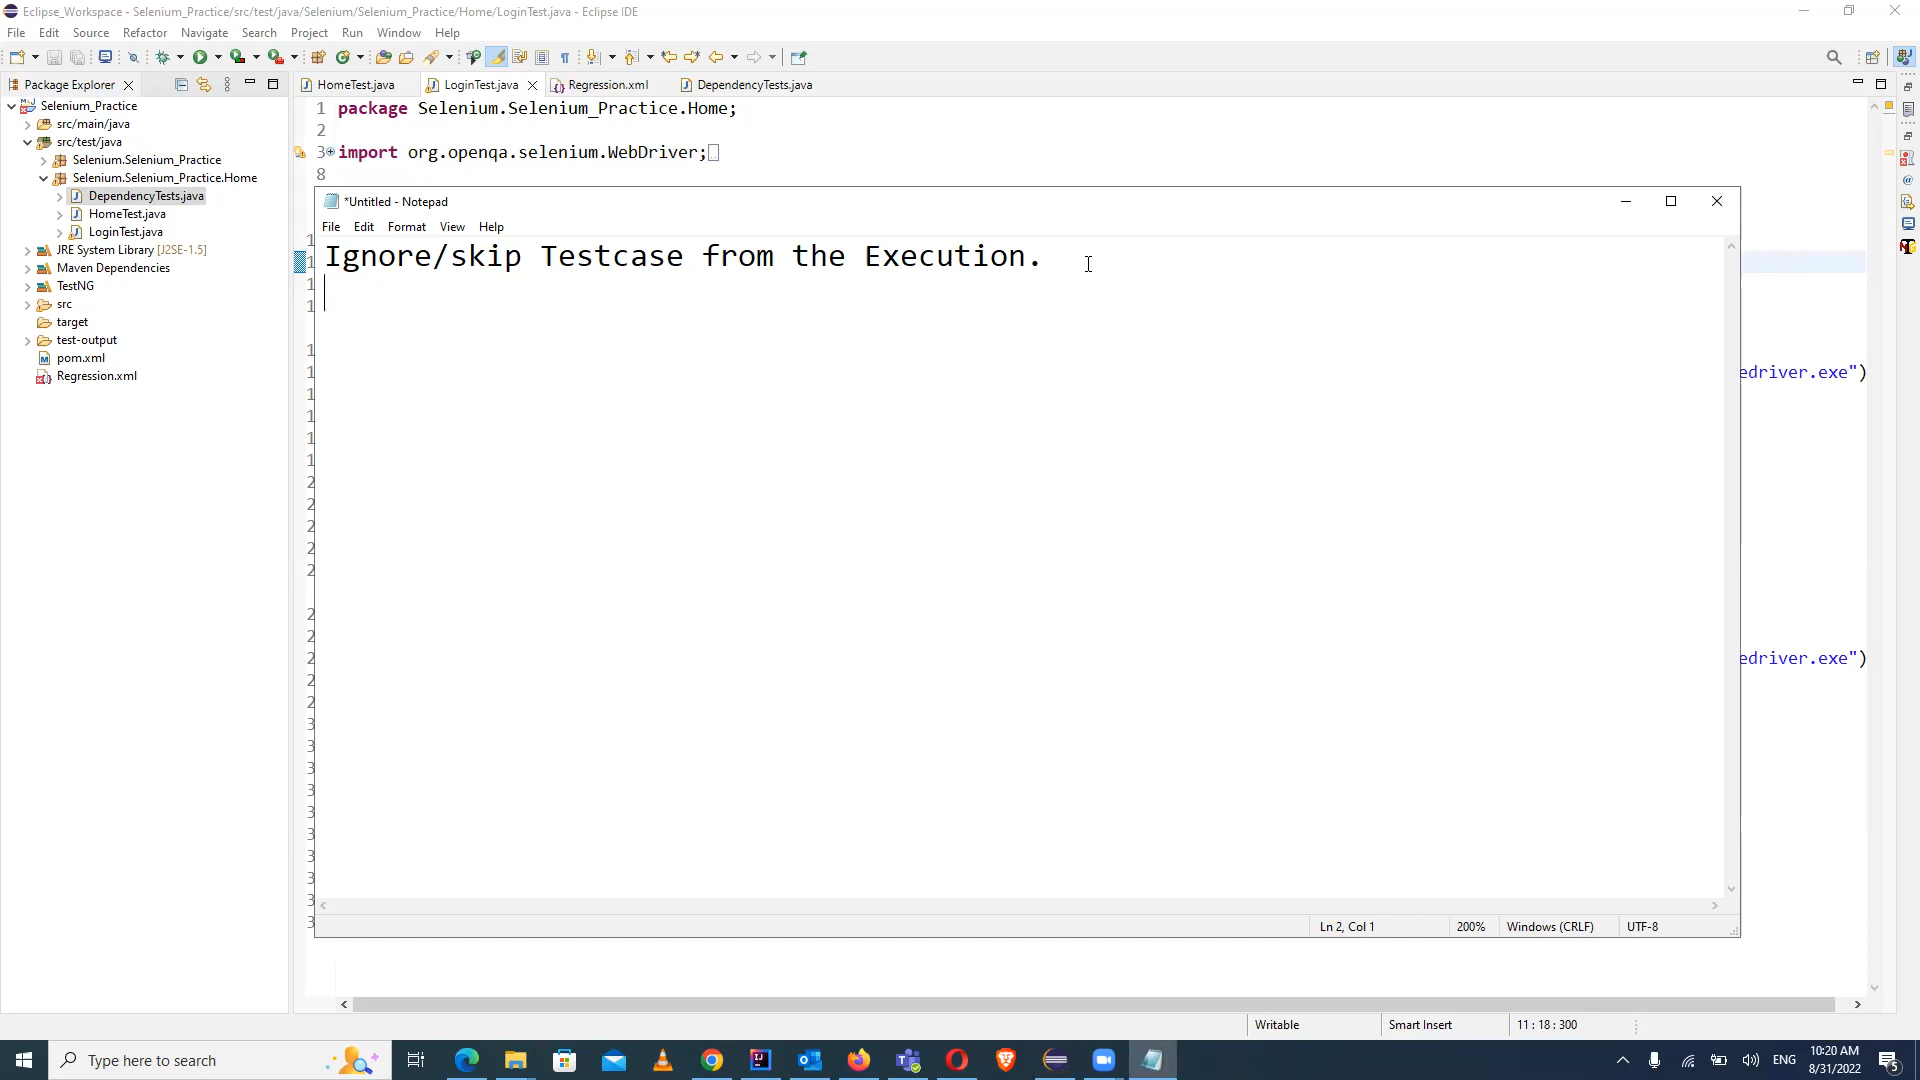 Eclipse_Workspace - Selenium_Practice/src/test/java/Selenium/Selenium_Practice/Home/LoginTest.java - Eclipse IDE
File Edit Source Refactor Navigate Search Project Run Window Help
Package Explorer
HomeTest.java LoginTest.java Regression.xml DependencyTests.java
Selenium_Practice
src/main/java
src/test/java
Selenium.Selenium_Practice
Selenium.Selenium_Practice.Home
DependencyTests.java
HomeTest.java
LoginTest.java
JRE System Library [J2SE-1.5]
Maven Dependencies
TestNG
src
target
test-output
pom.xml
Regression.xml
1 package Selenium.Selenium_Practice.Home;
2
3 import org.openqa.selenium.WebDriver;
8
*Untitled - Notepad
File Edit Format View Help
Ignore/skip Testcase from the Execution.
edriver.exe")
edriver.exe")
Ln 2, Col 1 200% Windows (CRLF) UTF-8
Writable Smart Insert 11 : 18 : 300
Type here to search
ENG
10:20 AM
8/31/2022
5